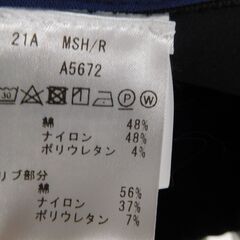 21A MSH/R
A5672
30 P W
綿 48%
ナイロン 48%
ポリウレタン 4%
リブ部分
綿 56%
ナイロン 37%
ポリウレタン 7%